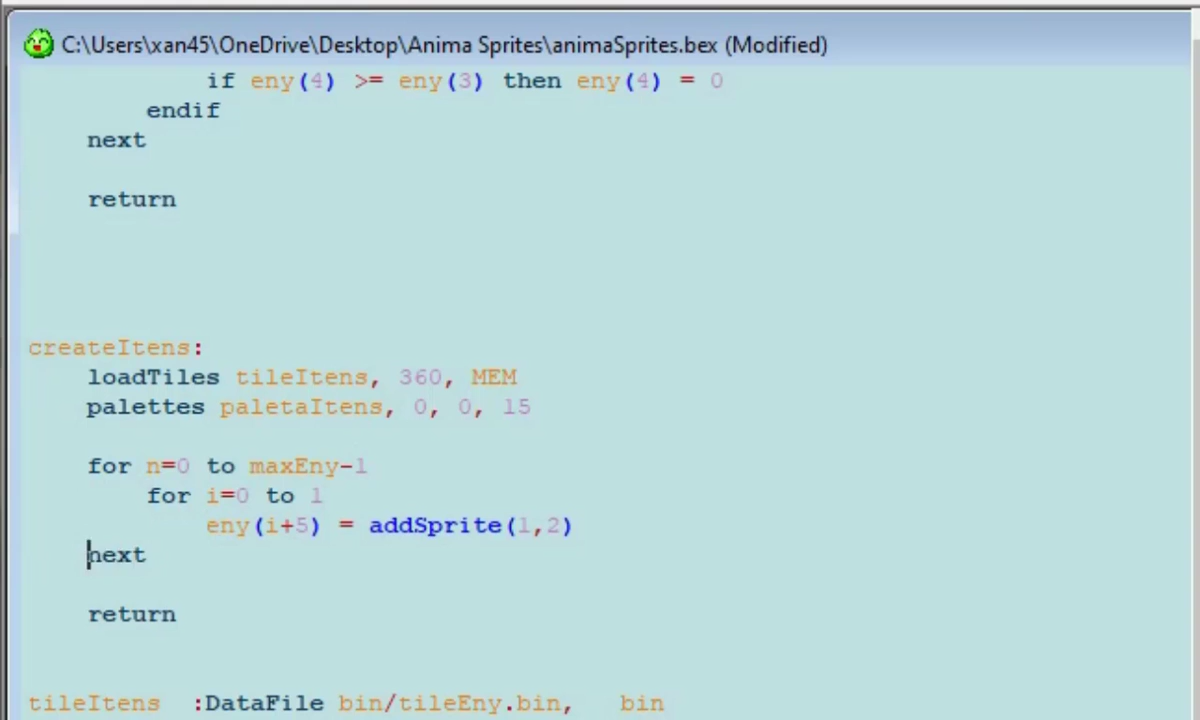 C:\Users\xan45\OneDrive\Desktop\Anima Sprites\animaSprites.bex (Modified)
if eny(4) >= eny(3) then eny(4) = 0
endif
next
return
createItens:
loadTiles tileItens, 360, MEM
palettes paletaItens, 0, 0, 15
for n=0 to maxEny-1
for i=0 to 1
eny(i+5) = addSprite(1,2)
next
return
tileItens :DataFile bin/tileEny.bin, bin